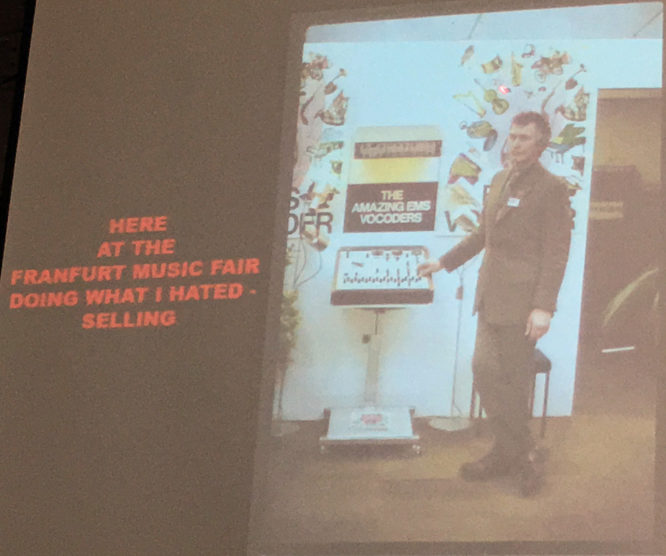 HERE
AT THE
FRANFURT MUSIC FAIR
DOING WHAT I HATED -
SELLING
THE
AMAZING EMS
VOCODERS